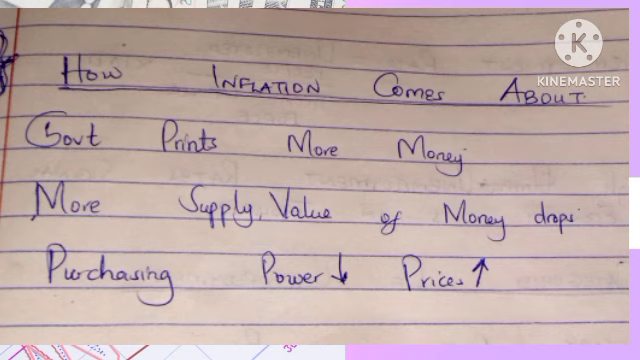 KINEMASTER
HOW INFLATION COMES ABOUT.
Govt Prints More Money
More Supply, Value of Money drops
Purchasing Power ↓ Prices ↑